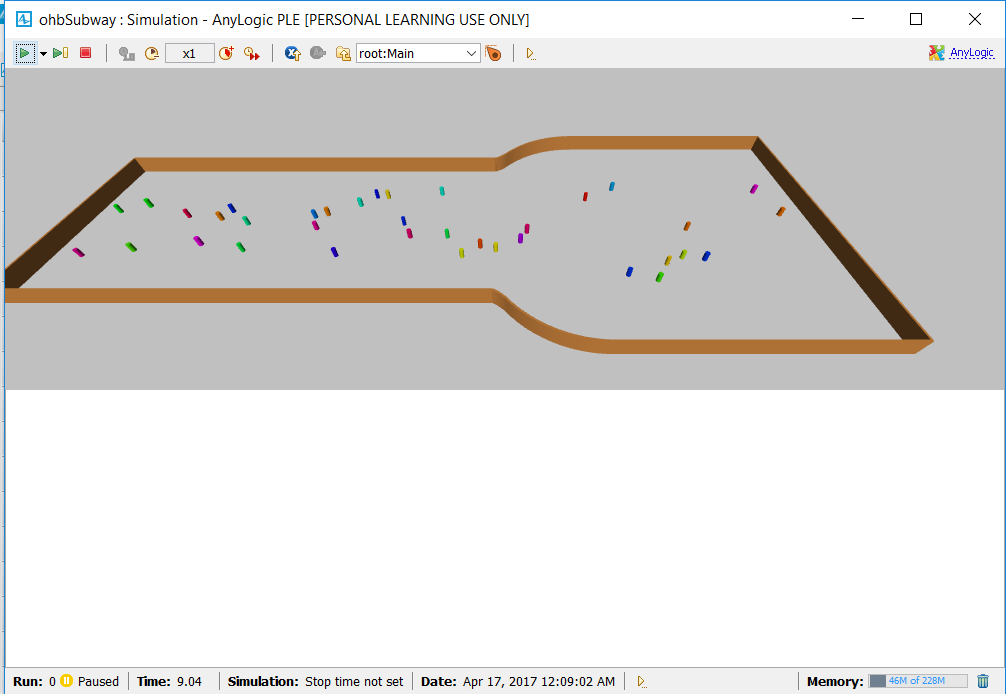 ohbSubway : Simulation - AnyLogic PLE [PERSONAL LEARNING USE ONLY]
x1 root:Main AnyLogic
Run: 0 Paused Time: 9.04 Simulation: Stop time not set Date: Apr 17, 2017 12:09:02 AM Memory: 46M of 228M